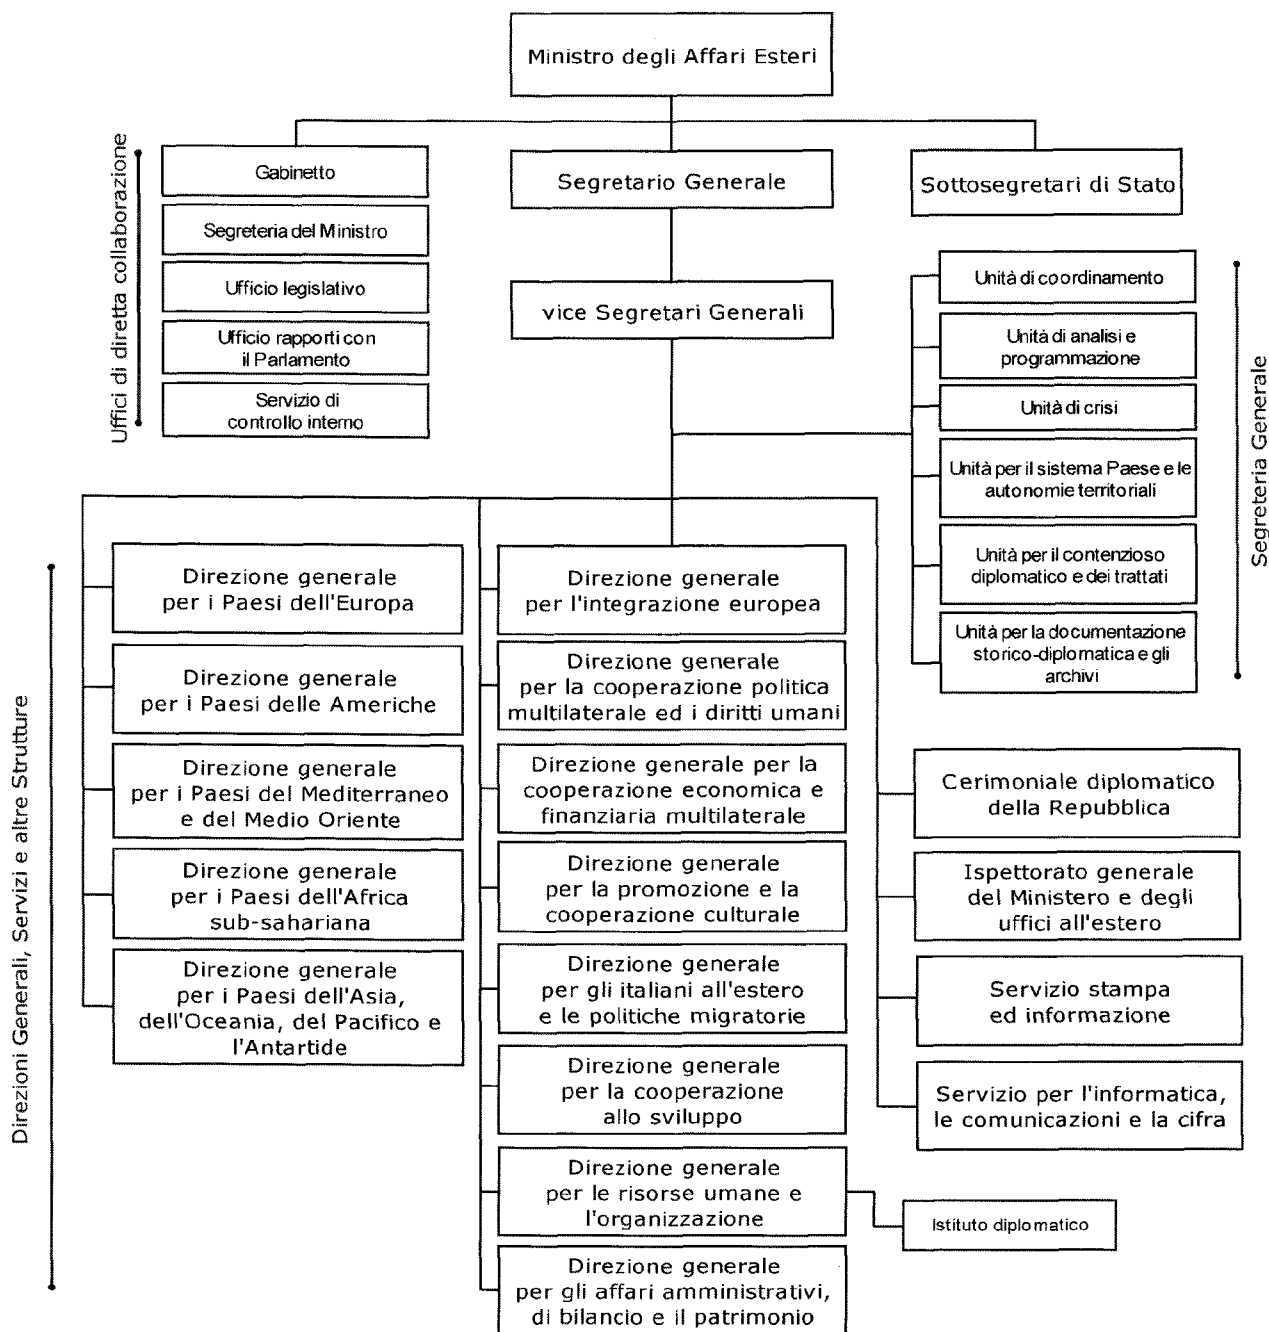 Ministro degli Affari Esteri
Uffici di diretta collaborazione
Gabinetto
Segreteria del Ministro
Ufficio legislativo
Ufficio rapporti con
il Parlamento
Servizio di
controllo interno
Segretario Generale
vice Segretari Generali
Sottosegretari di Stato
Segreteria Generale
Unità di coordinamento
Unità di analisi e
programmazione
Unità di crisi
Unità per il sistema Paese e le
autonomie territoriali
Unità per il contenzioso
diplomatico e dei trattati
Unità per la documentazione
storico-diplomatica e gli
archivi
Direzioni Generali, Servizi e altre Strutture
Direzione generale
per i Paesi dell'Europa
Direzione generale
per i Paesi delle Americhe
Direzione generale
per i Paesi del Mediterraneo
e del Medio Oriente
Direzione generale
per i Paesi dell'Africa
sub-sahariana
Direzione generale
per i Paesi dell'Asia,
dell'Oceania, del Pacifico e
l'Antartide
Direzione generale
per l'integrazione europea
Direzione generale
per la cooperazione politica
multilaterale ed i diritti umani
Direzione generale per la
cooperazione economica e
finanziaria multilaterale
Direzione generale
per la promozione e la
cooperazione culturale
Direzione generale
per gli italiani all'estero
e le politiche migratorie
Direzione generale
per la cooperazione
allo sviluppo
Direzione generale
per le risorse umane e
l'organizzazione
Istituto diplomatico
Direzione generale
per gli affari amministrativi,
di bilancio e il patrimonio
Cerimoniale diplomatico
della Repubblica
Ispettorato generale
del Ministero e degli
uffici all'estero
Servizio stampa
ed informazione
Servizio per l'informatica,
le comunicazioni e la cifra